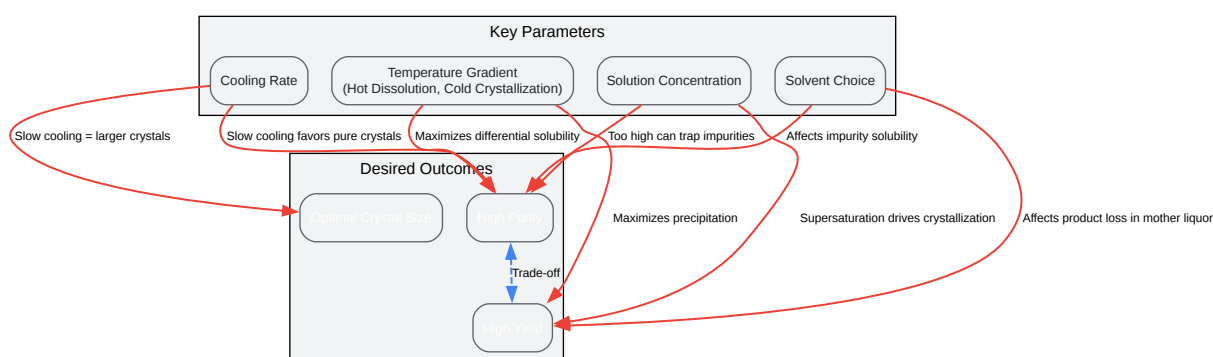 Key Parameters
Cooling Rate
Temperature Gradient
(Hot Dissolution, Cold Crystallization)
Solution Concentration
Solvent Choice
Slow cooling = larger crystals
Slow cooling favors pure crystals
Maximizes differential solubility
Too high can trap impurities
Affects impurity solubility
Desired Outcomes
Optimal Crystal Size
High Purity
Maximizes precipitation
Supersaturation drives crystallization
Affects product loss in mother liquor
Trade-off
High Yield